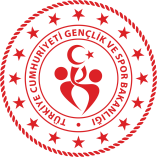 TÜRKİYE CUMHURİYETİ GENÇLİK VE SPOR BAKANLIĞI